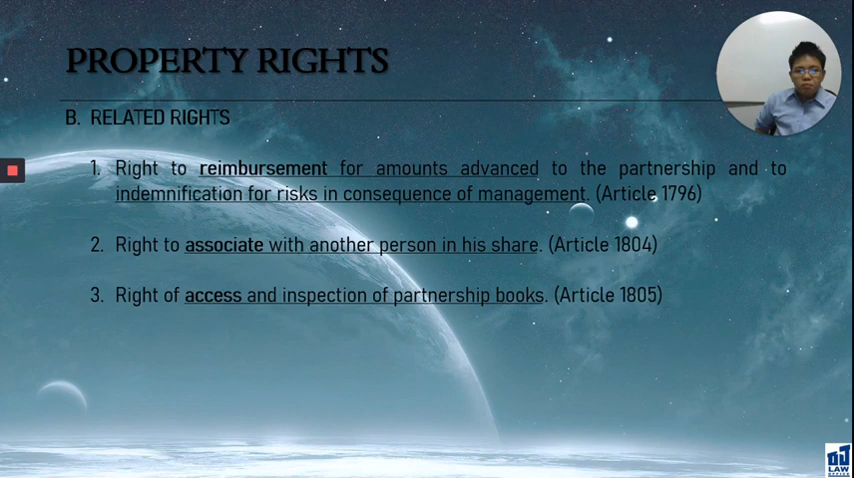 PROPERTY RIGHTS
B. RELATED RIGHTS
1. Right to reimbursement for amounts advanced to the partnership and to
indemnification for risks in consequence of management. (Article 1796)
2. Right to associate with another person in his share. (Article 1804)
3. Right of access and inspection of partnership books. (Article 1805)
LAW